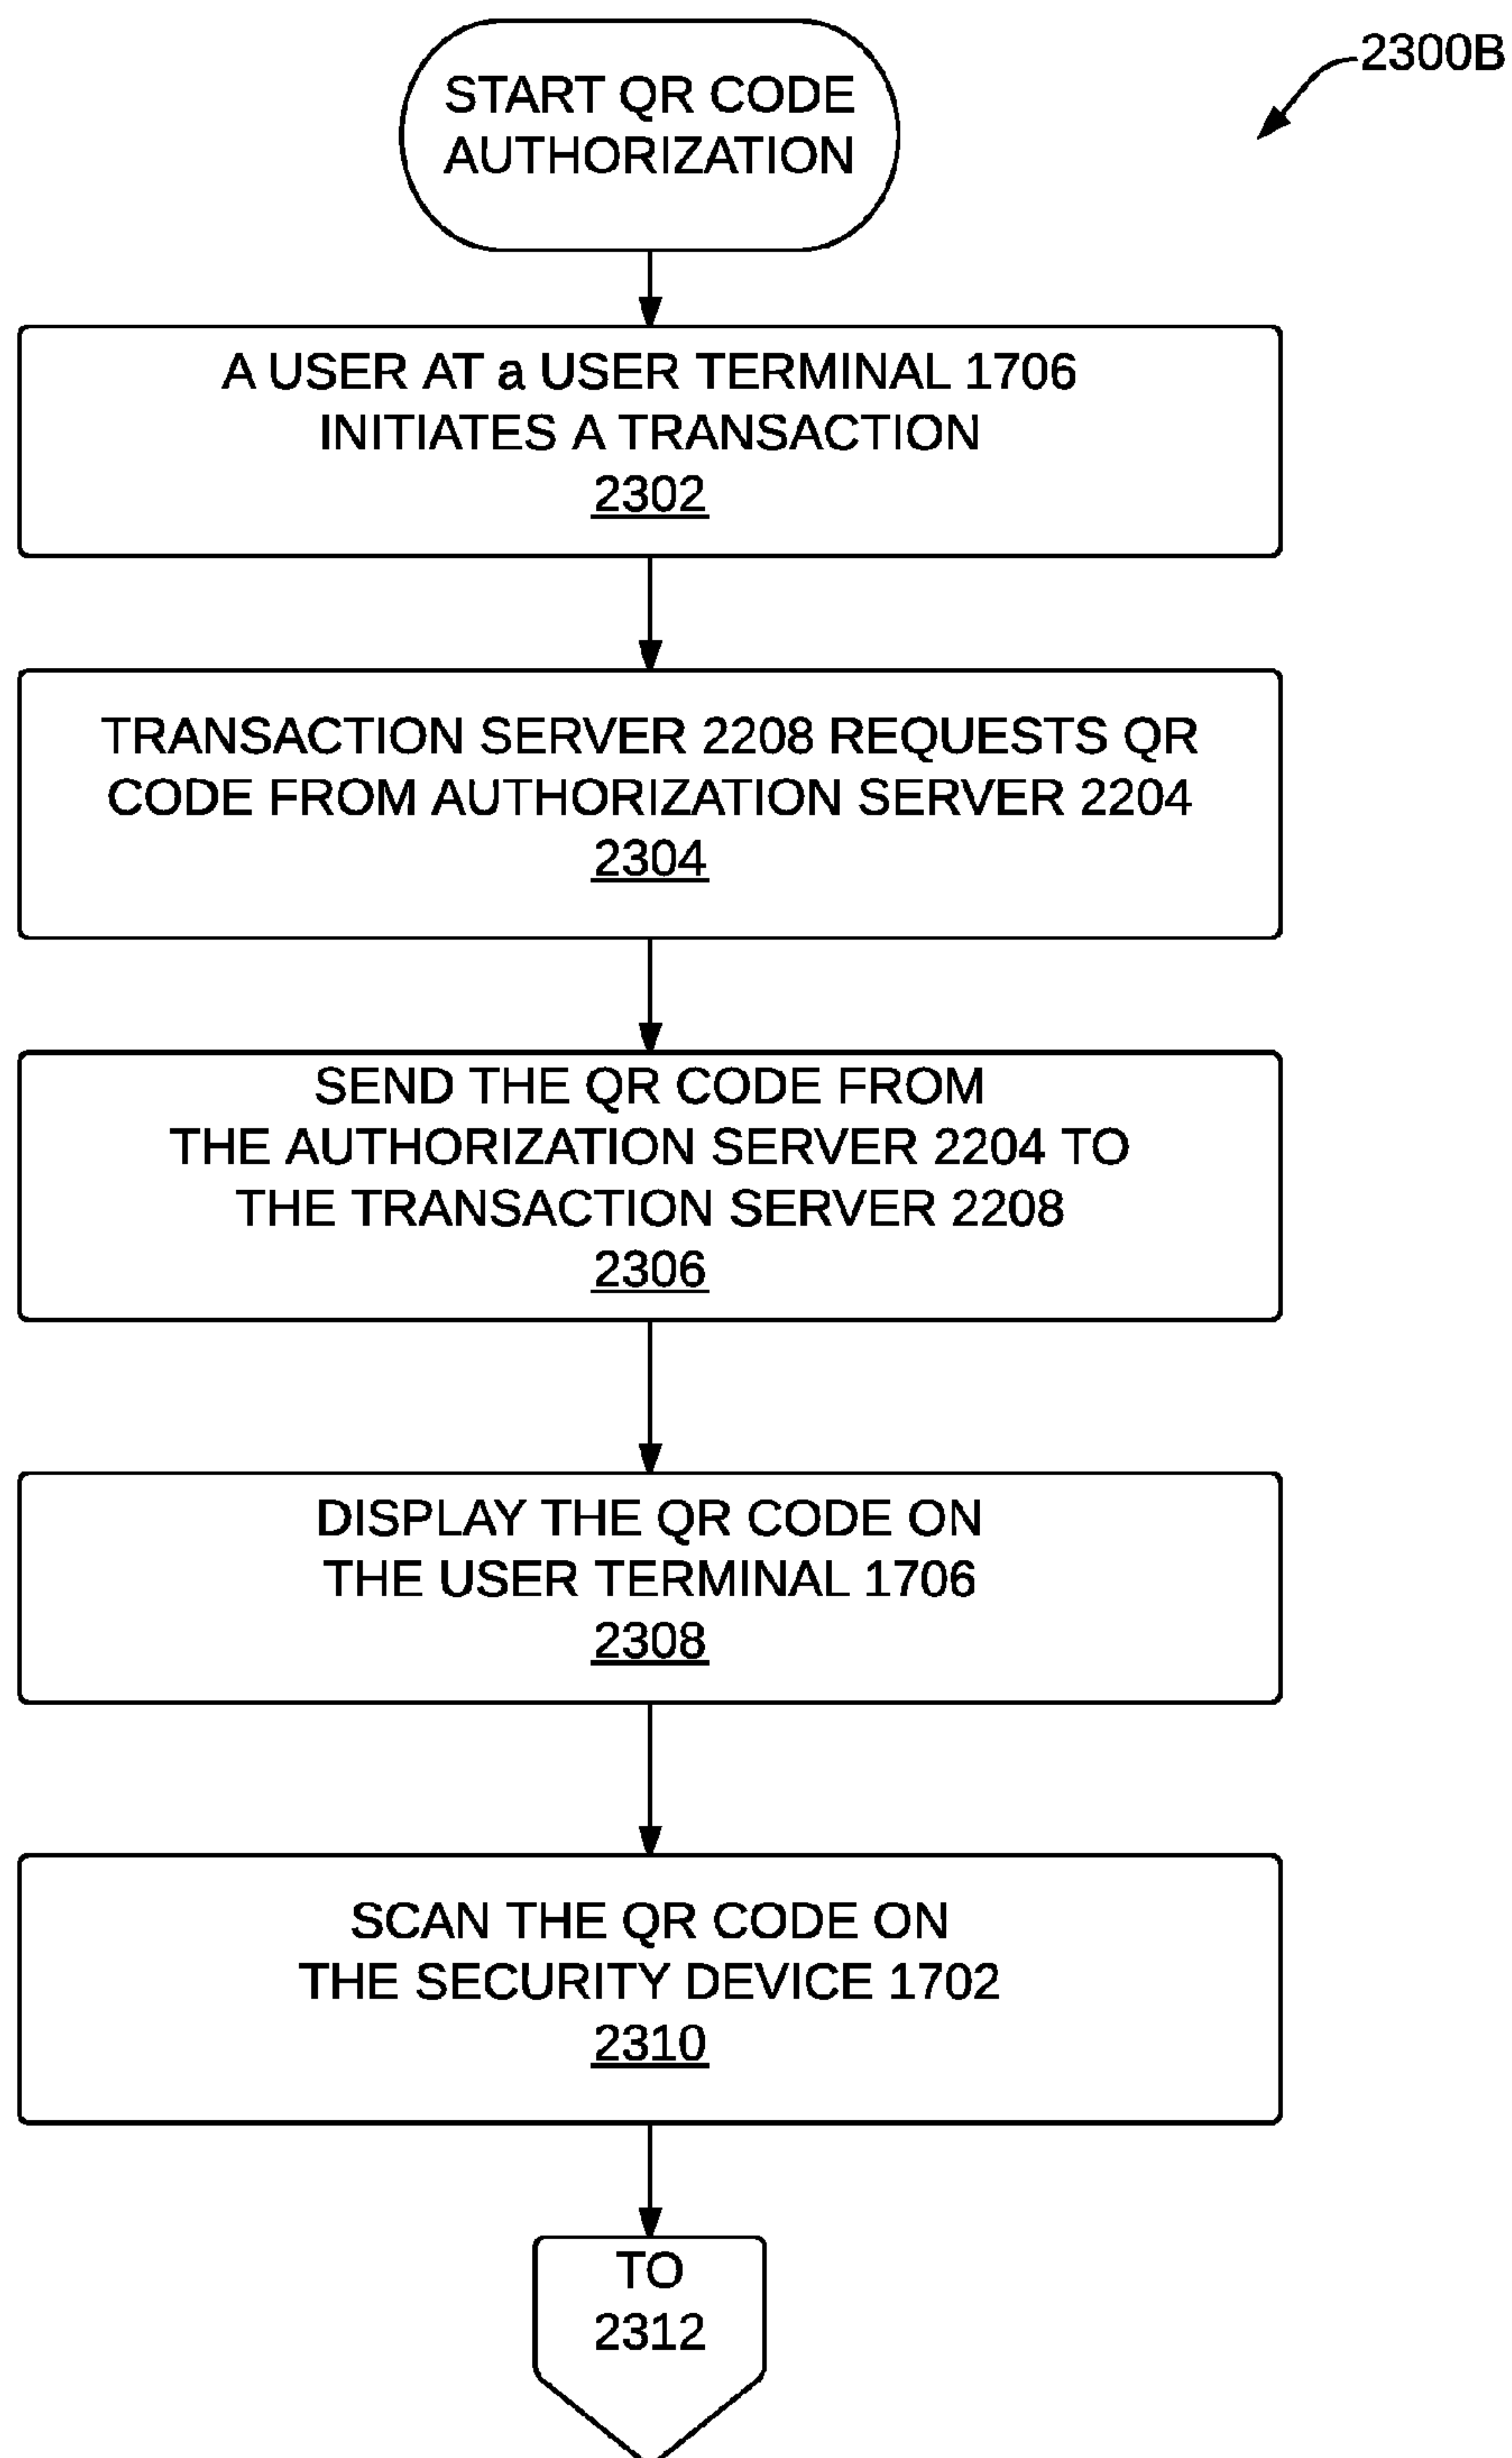 START QR CODE
AUTHORIZATION
2300B
A USER AT a USER TERMINAL 1706
INITIATES A TRANSACTION
2302
TRANSACTION SERVER 2208 REQUESTS QR
CODE FROM AUTHORIZATION SERVER 2204
2304
SEND THE QR CODE FROM
THE AUTHORIZATION SERVER 2204 TO
THE TRANSACTION SERVER 2208
2306
DISPLAY THE QR CODE ON
THE USER TERMINAL 1706
2308
SCAN THE QR CODE ON
THE SECURITY DEVICE 1702
2310
TO
2312